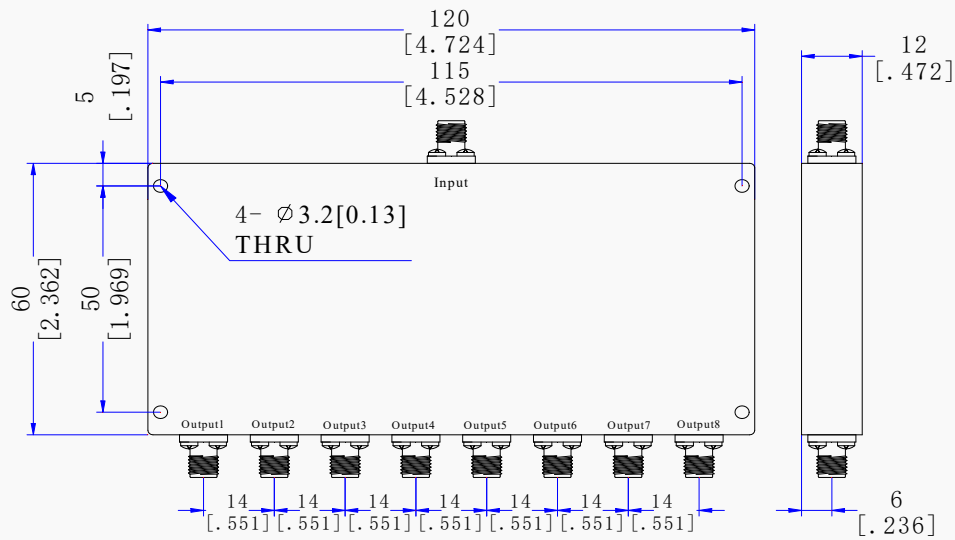 120
[4.724]
12
[.472]
115
[4.528]
5
[.197]
Input
4- Ø3.2[0.13]
THRU
60
[2.362]
50
[1.969]
Output1 Output2 Output3 Output4 Output5 Output6 Output7 Output8
14 14 14 14 14 14 14
[.551] [.551] [.551] [.551] [.551] [.551] [.551]
6
[.236]